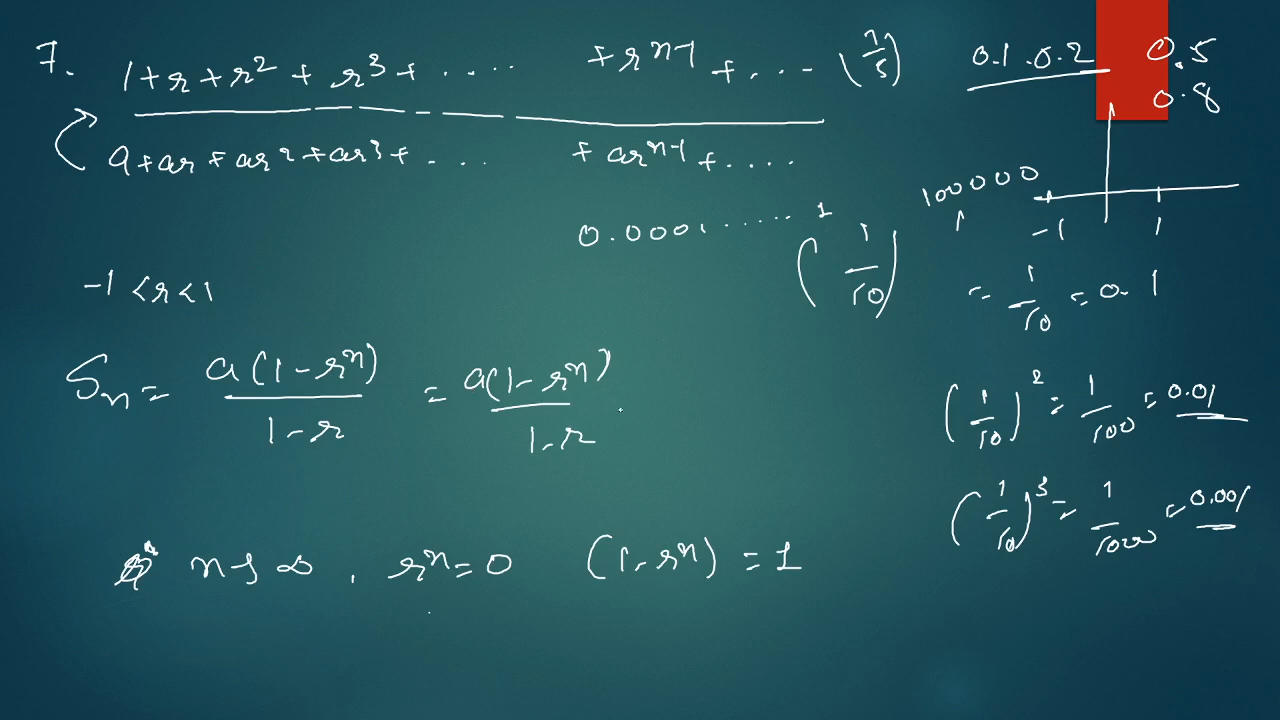 7. 1 + r + r² + r³ + ..... + rⁿ⁻¹ + ... (1/5) 0.1 0.2 0.5
0.8
a + ar + ar² + ar³ + .... + arⁿ⁻¹ + ....
100000
1
0.0001 ...... 1
(1/10)
-1 1
-1 < r < 1
= 1/10 = 0.1
Sₙ = a(1-rⁿ)/1-r = a(1-rⁿ)/1-r
(1/10)² = 1/100 = 0.01
(1/10)³ = 1/1000 = 0.001
n→∞, rⁿ=0 (1-rⁿ) = 1